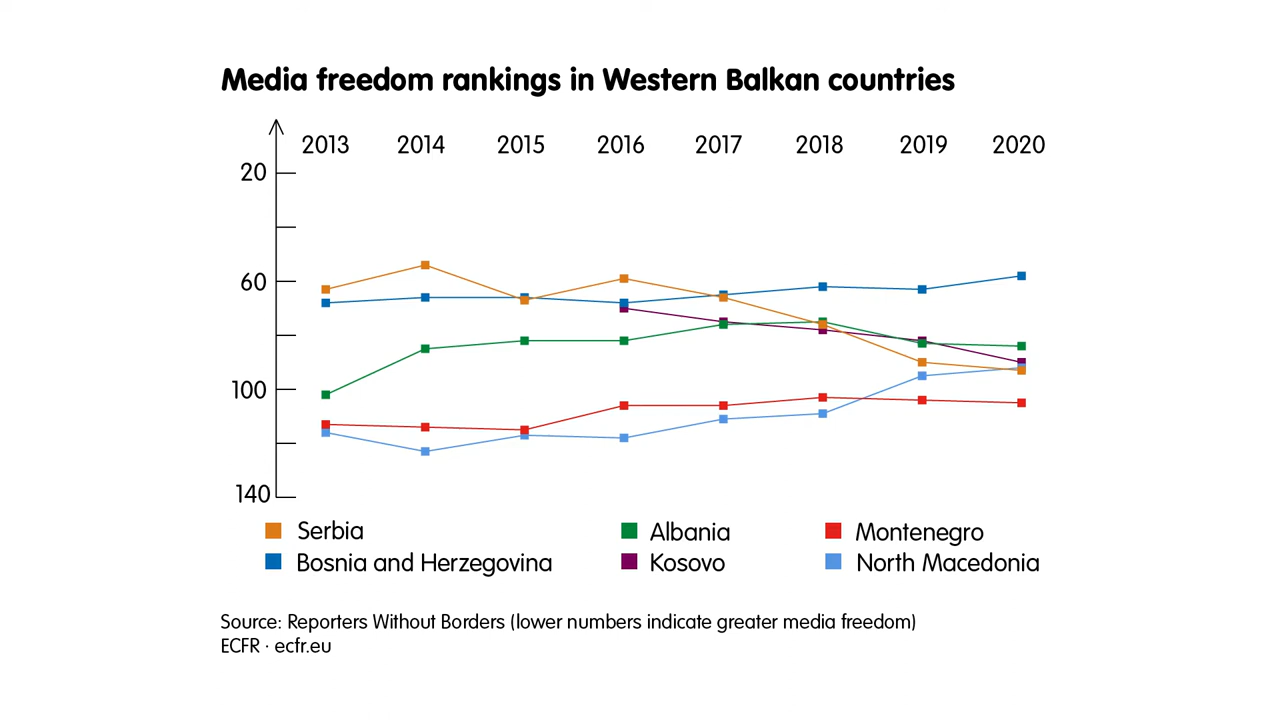 Media freedom rankings in Western Balkan countries
2013 2014 2015 2016 2017 2018 2019 2020
20
60
100
140
Serbia Albania Montenegro
Bosnia and Herzegovina Kosovo North Macedonia
Source: Reporters Without Borders (lower numbers indicate greater media freedom)
ECFR · ecfr.eu